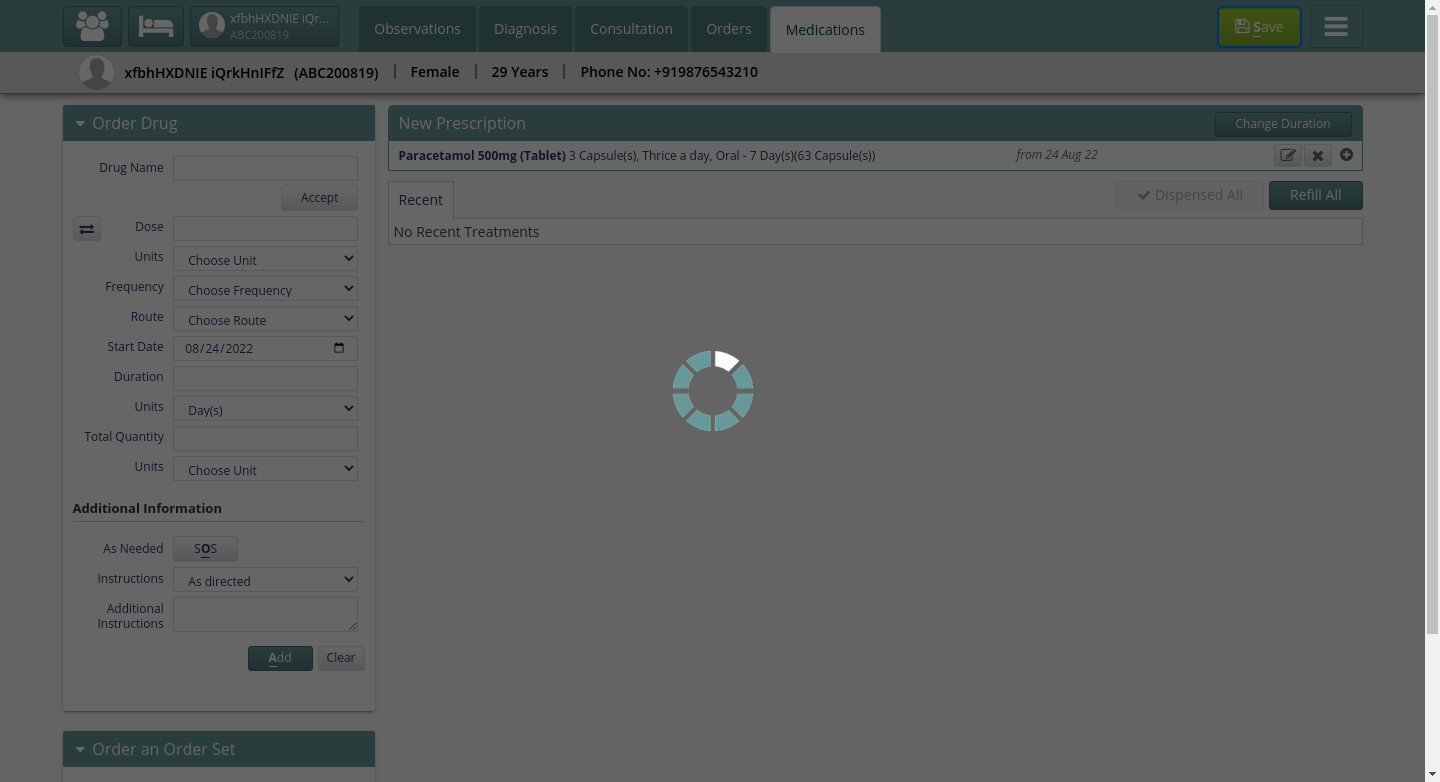 xfbhHXDNIE iQr...
ABC200819
Observations
Diagnosis
Consultation
Orders
Medications
Save
xfbhHXDNIE iQrkHnIFfZ (ABC200819) | Female | 29 Years | Phone No: +919876543210
Order Drug
Drug Name
Accept
Dose
Units Choose Unit
Frequency Choose Frequency
Route Choose Route
Start Date 08/24/2022
Duration
Units Day(s)
Total Quantity
Units Choose Unit
Additional Information
As Needed SOS
Instructions As directed
Additional
Instructions
Add Clear
Order an Order Set
New Prescription Change Duration
Paracetamol 500mg (Tablet) 3 Capsule(s), Thrice a day, Oral - 7 Day(s)(63 Capsule(s)) from 24 Aug 22
Recent Dispensed All Refill All
No Recent Treatments